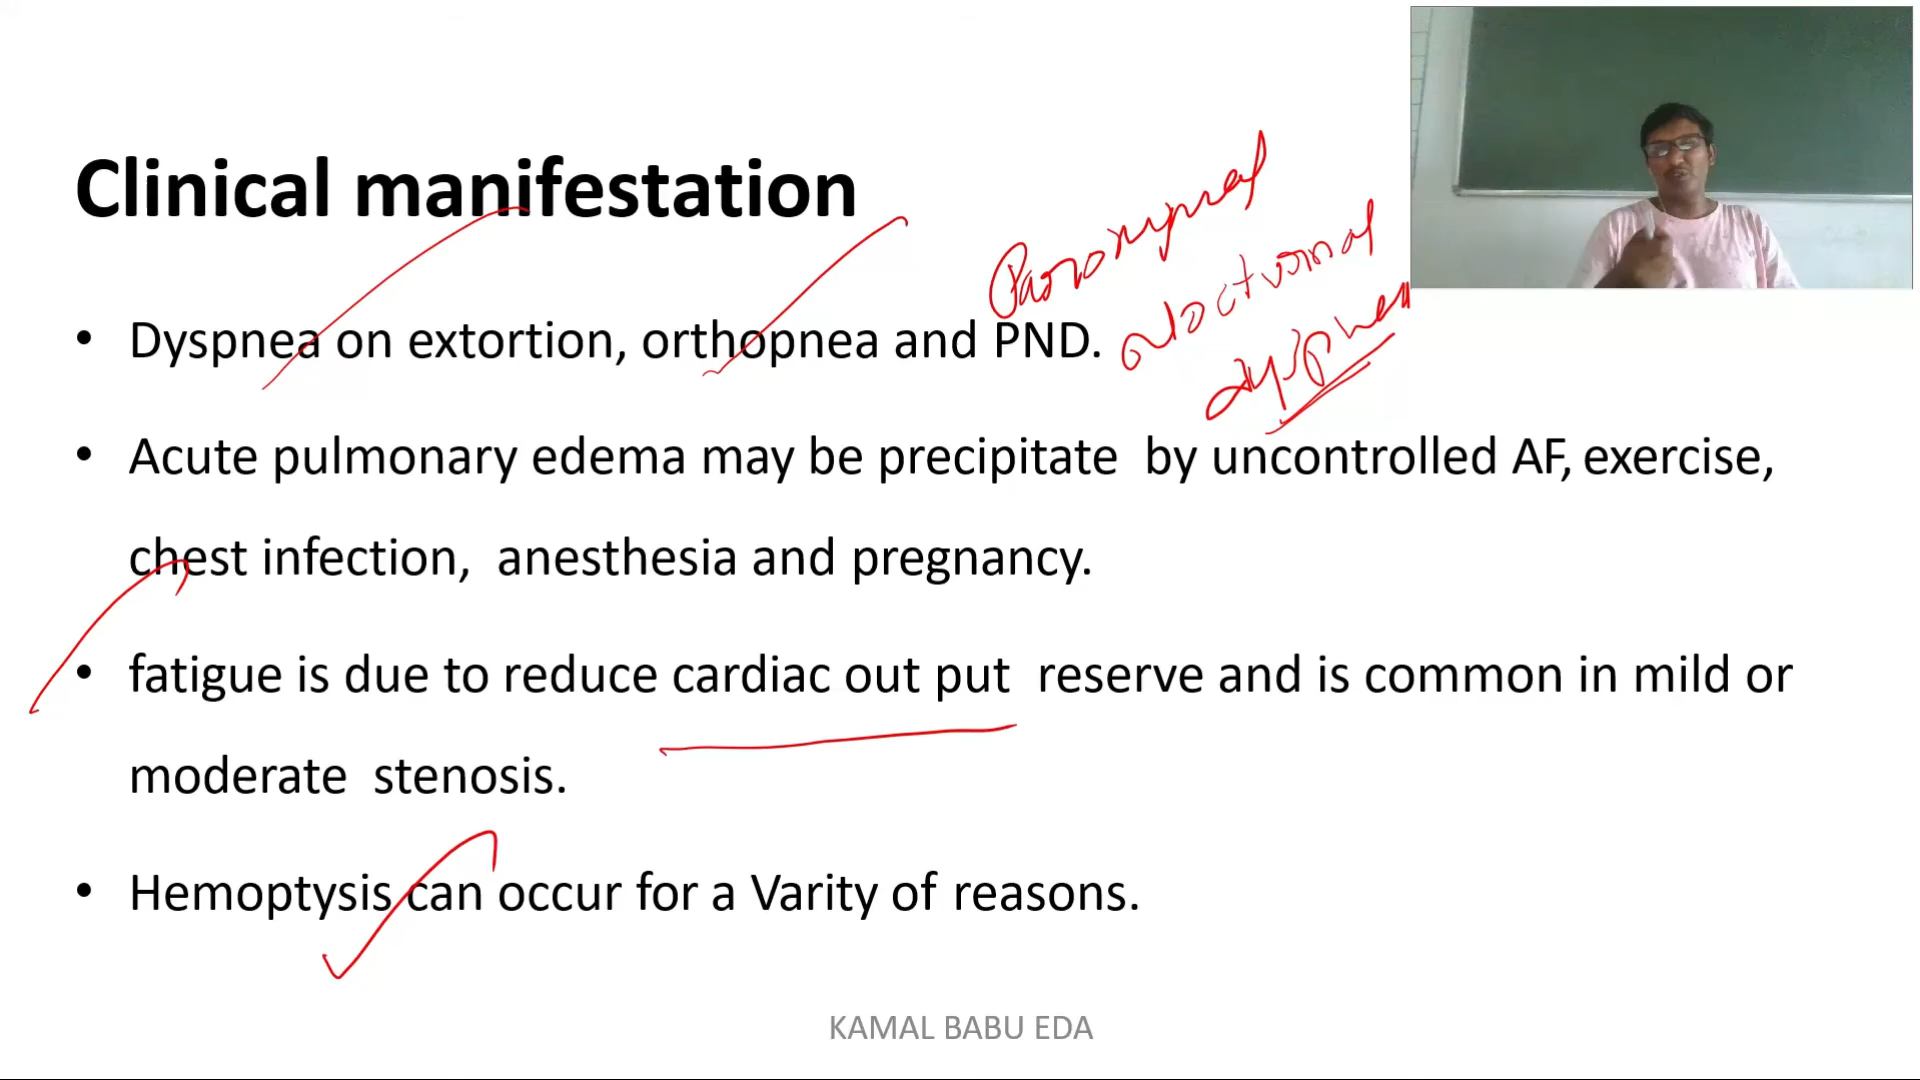 Clinical manifestation
• Dyspnea on extortion, orthopnea and PND.
Paroxysmal
Nocturnal
dyspnea
• Acute pulmonary edema may be precipitate by uncontrolled AF, exercise,
chest infection, anesthesia and pregnancy.
• fatigue is due to reduce cardiac out put reserve and is common in mild or
moderate stenosis.
• Hemoptysis can occur for a Varity of reasons.
KAMAL BABU EDA